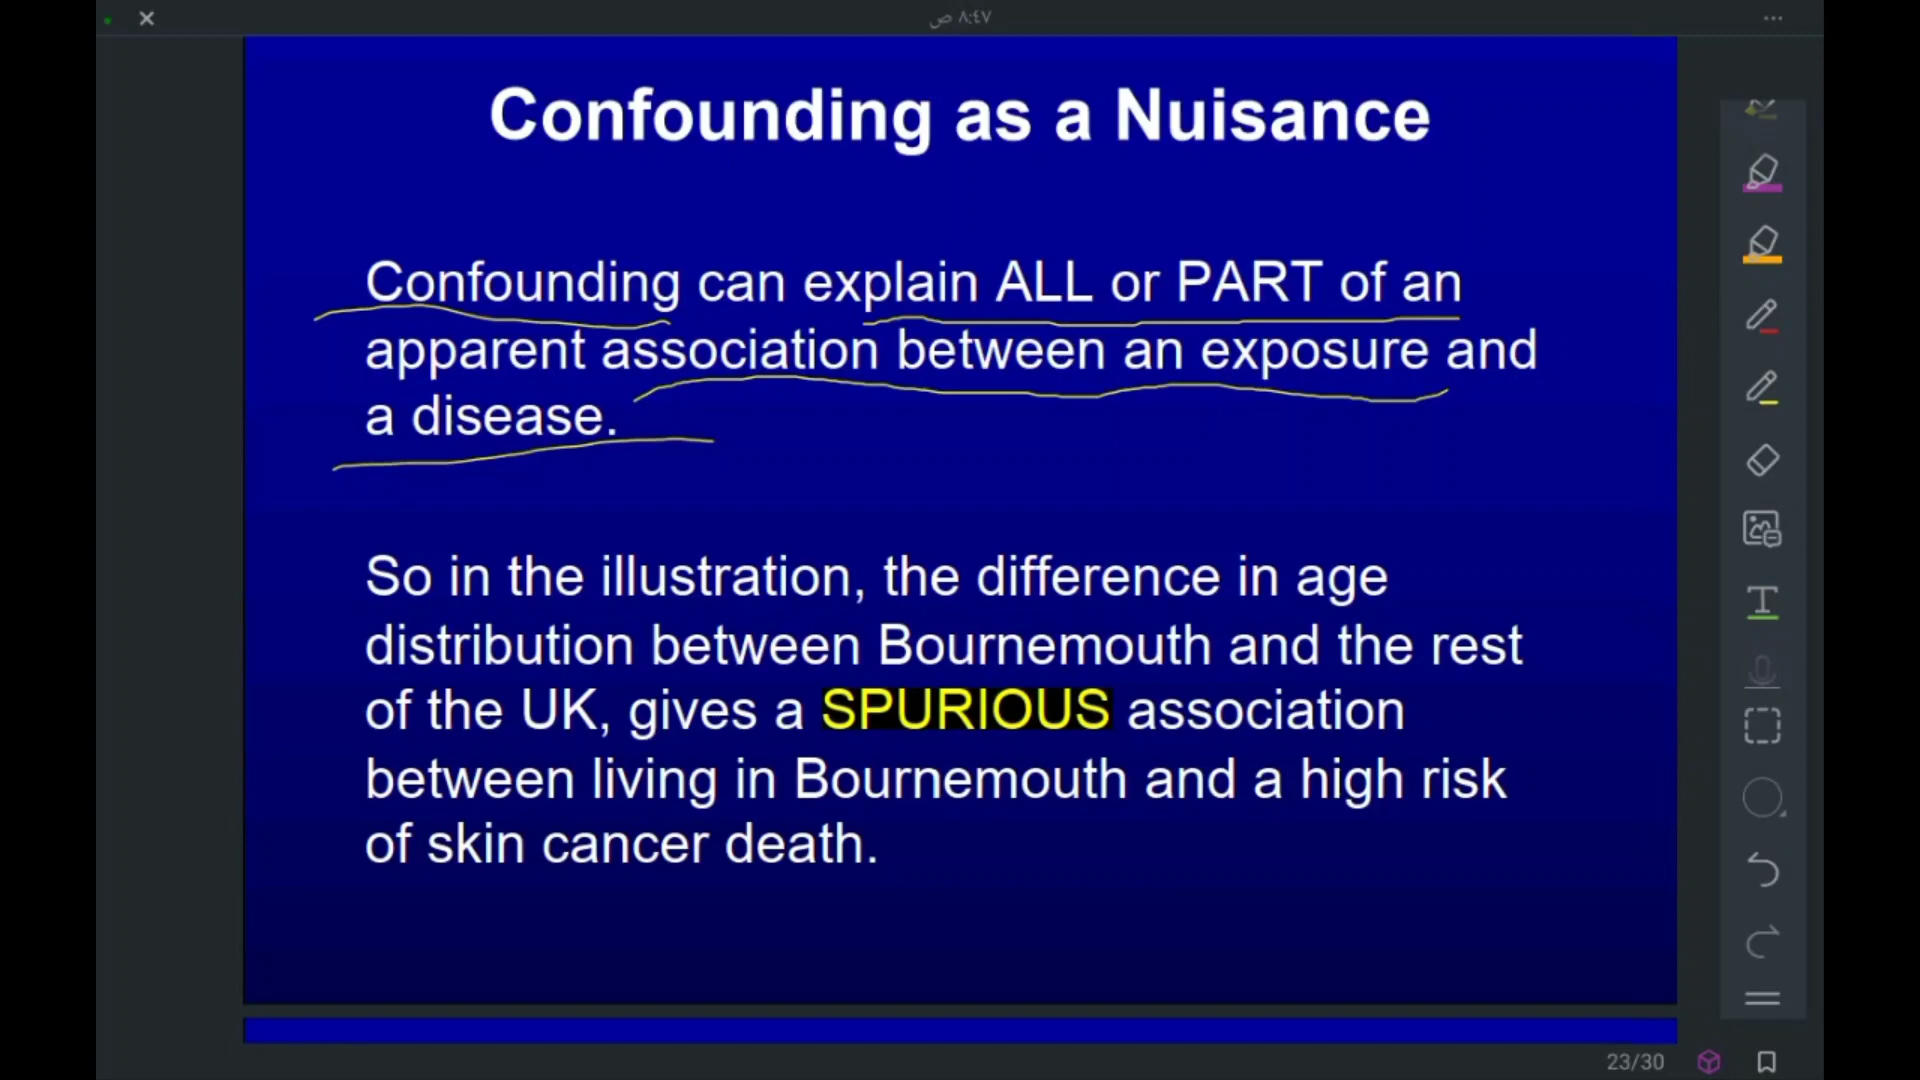 ٨:٤٧ ص
Confounding as a Nuisance
Confounding can explain ALL or PART of an
apparent association between an exposure and
a disease.
So in the illustration, the difference in age
distribution between Bournemouth and the rest
of the UK, gives a SPURIOUS association
between living in Bournemouth and a high risk
of skin cancer death.
23/30